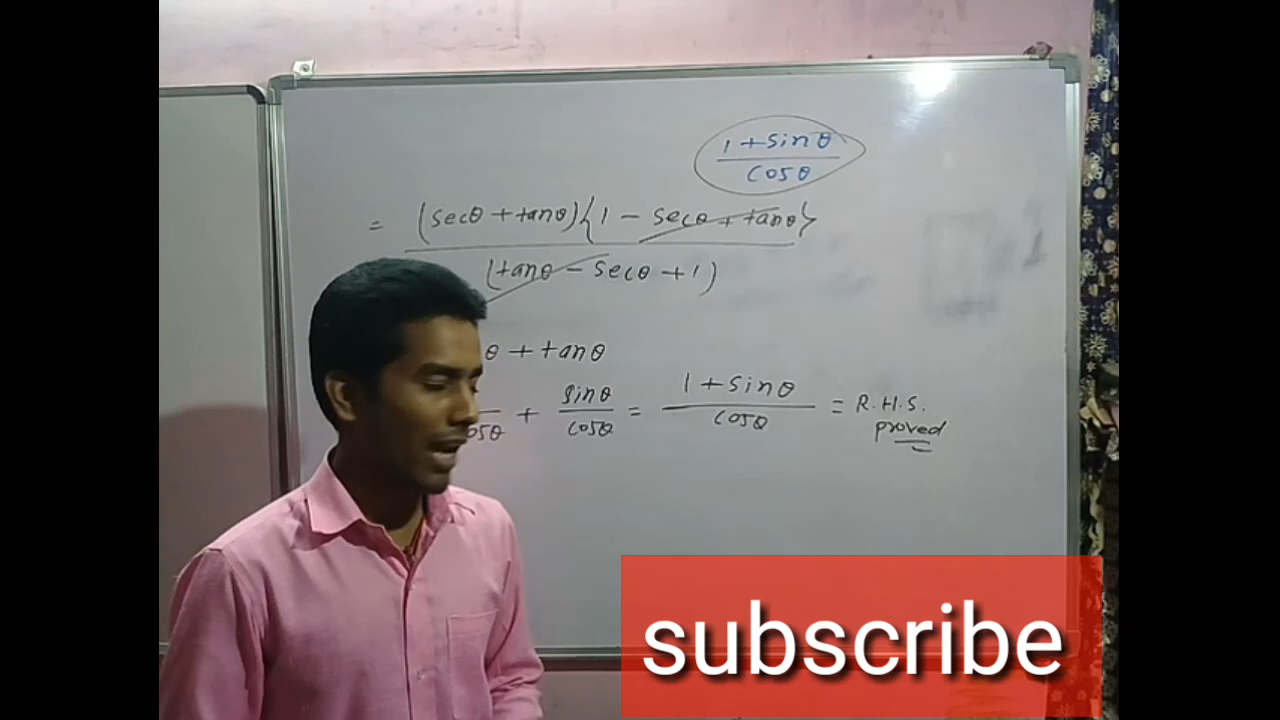 1 + sinθ
cosθ
= (secθ + tanθ){1 - secθ + tanθ}
(tanθ - secθ + 1)
θ + tanθ
sinθ 1 + sinθ
+ = = R.H.S.
cosθ cosθ cosθ
proved
subscribe